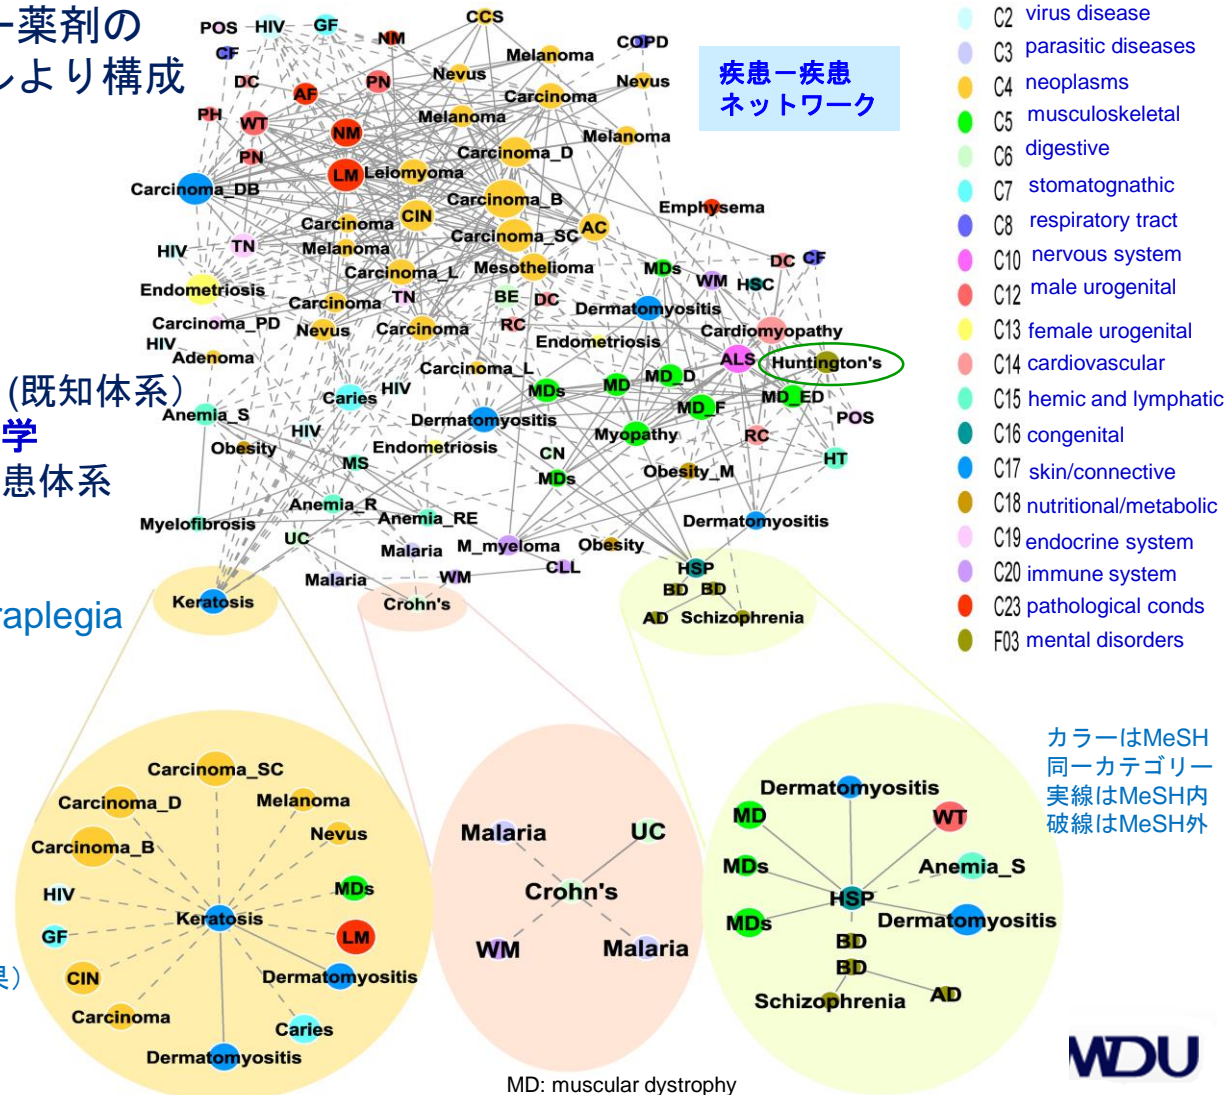 ー薬剤の
ルより構成
疾患－疾患
ネットワーク
(既知体系)
学
患体系
raplegia
果)
POS
HIV
GF
CCS
CF
NM
Melanoma
COPD
DC
AF
PN
Nevus
Carcinoma
Nevus
PH
WT
NM
Melanoma
Melanoma
PN
LM
Leiomyoma
Carcinoma_D
Carcinoma_DB
Carcinoma_B
Emphysema
Carcinoma
CIN
Carcinoma_SC
AC
HIV
TN
Melanoma
Carcinoma_L
Mesothelioma
MDs
DC
CF
WM
HSC
Endometriosis
Carcinoma
TN
BE
DC
Dermatomyositis
Carcinoma_PD
Nevus
Carcinoma
RC
Endometriosis
Cardiomyopathy
HIV
Adenoma
Carcinoma_L
ALS
Huntington's
Caries
HIV
MDs
MD
MD_D
MD_F
MD_ED
Anemia_S
HIV
Dermatomyositis
Myopathy
RC
POS
Obesity
MS
Endometriosis
CN
MDs
Obesity_M
HT
Anemia_R
Anemia_RE
Myelofibrosis
UC
Malaria
M_myeloma
Obesity
Dermatomyositis
Malaria
WM
CLL
HSP
Keratosis
Crohn's
BD
BD
AD
Schizophrenia
C2 virus disease
C3 parasitic diseases
C4 neoplasms
C5 musculoskeletal
C6 digestive
C7 stomatognathic
C8 respiratory tract
C10 nervous system
C12 male urogenital
C13 female urogenital
C14 cardiovascular
C15 hemic and lymphatic
C16 congenital
C17 skin/connective
C18 nutritional/metabolic
C19 endocrine system
C20 immune system
C23 pathological conds
F03 mental disorders
カラーはMeSH
同一カテゴリー
実線はMeSH内
破線はMeSH外
Carcinoma_SC
Carcinoma_D
Melanoma
Carcinoma_B
Nevus
HIV
MDs
Keratosis
GF
LM
CIN
Dermatomyositis
Carcinoma
Caries
Dermatomyositis
Malaria
UC
Crohn's
WM
Malaria
Dermatomyositis
MD
WT
MDs
Anemia_S
HSP
MDs
Dermatomyositis
BD
BD
Schizophrenia
AD
MD: muscular dystrophy
MDU